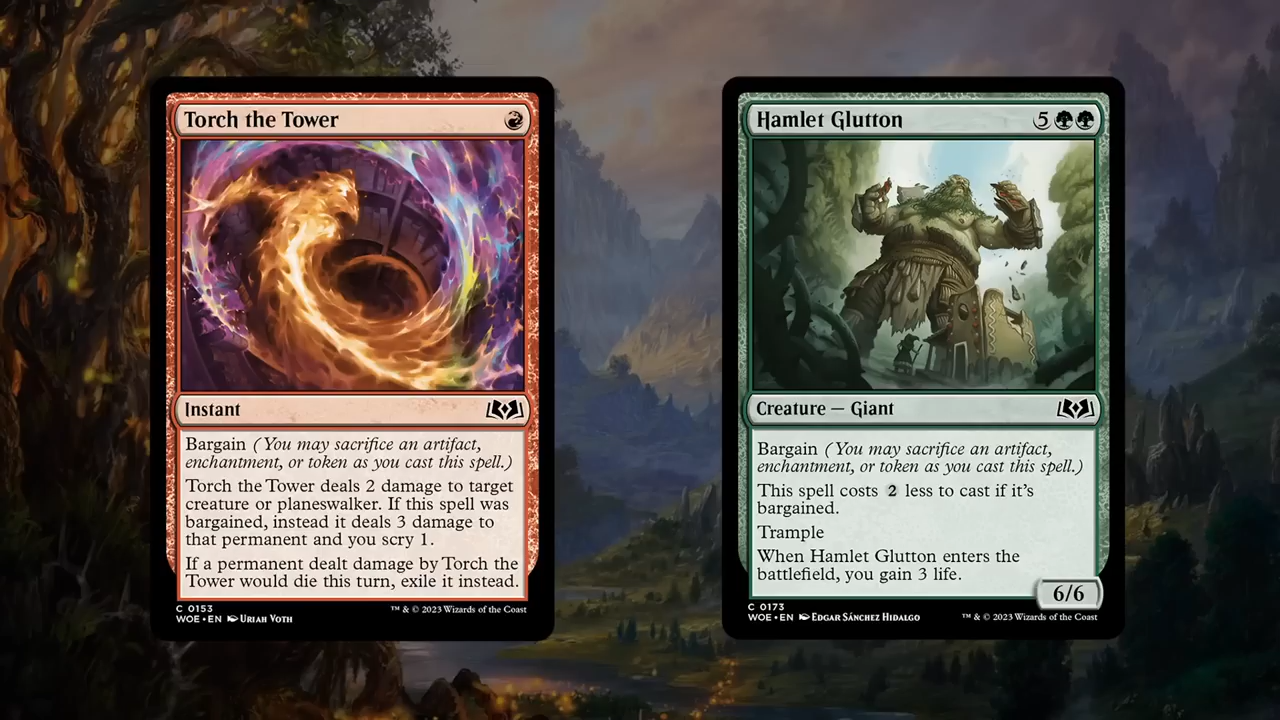 Torch the Tower
Instant
Bargain (You may sacrifice an artifact,
enchantment, or token as you cast this spell.)
Torch the Tower deals 2 damage to target
creature or planeswalker. If this spell was
bargained, instead it deals 3 damage to
that permanent and you scry 1.
If a permanent dealt damage by Torch the
Tower would die this turn, exile it instead.
C 0153
WOE • EN Uriah Voth
™ & © 2023 Wizards of the Coast
Hamlet Glutton 5
Creature — Giant
Bargain (You may sacrifice an artifact,
enchantment, or token as you cast this spell.)
This spell costs 2 less to cast if it's
bargained.
Trample
When Hamlet Glutton enters the
battlefield, you gain 3 life.
6/6
C 0173
WOE • EN Edgar Sánchez Hidalgo
™ & © 2023 Wizards of the Coast